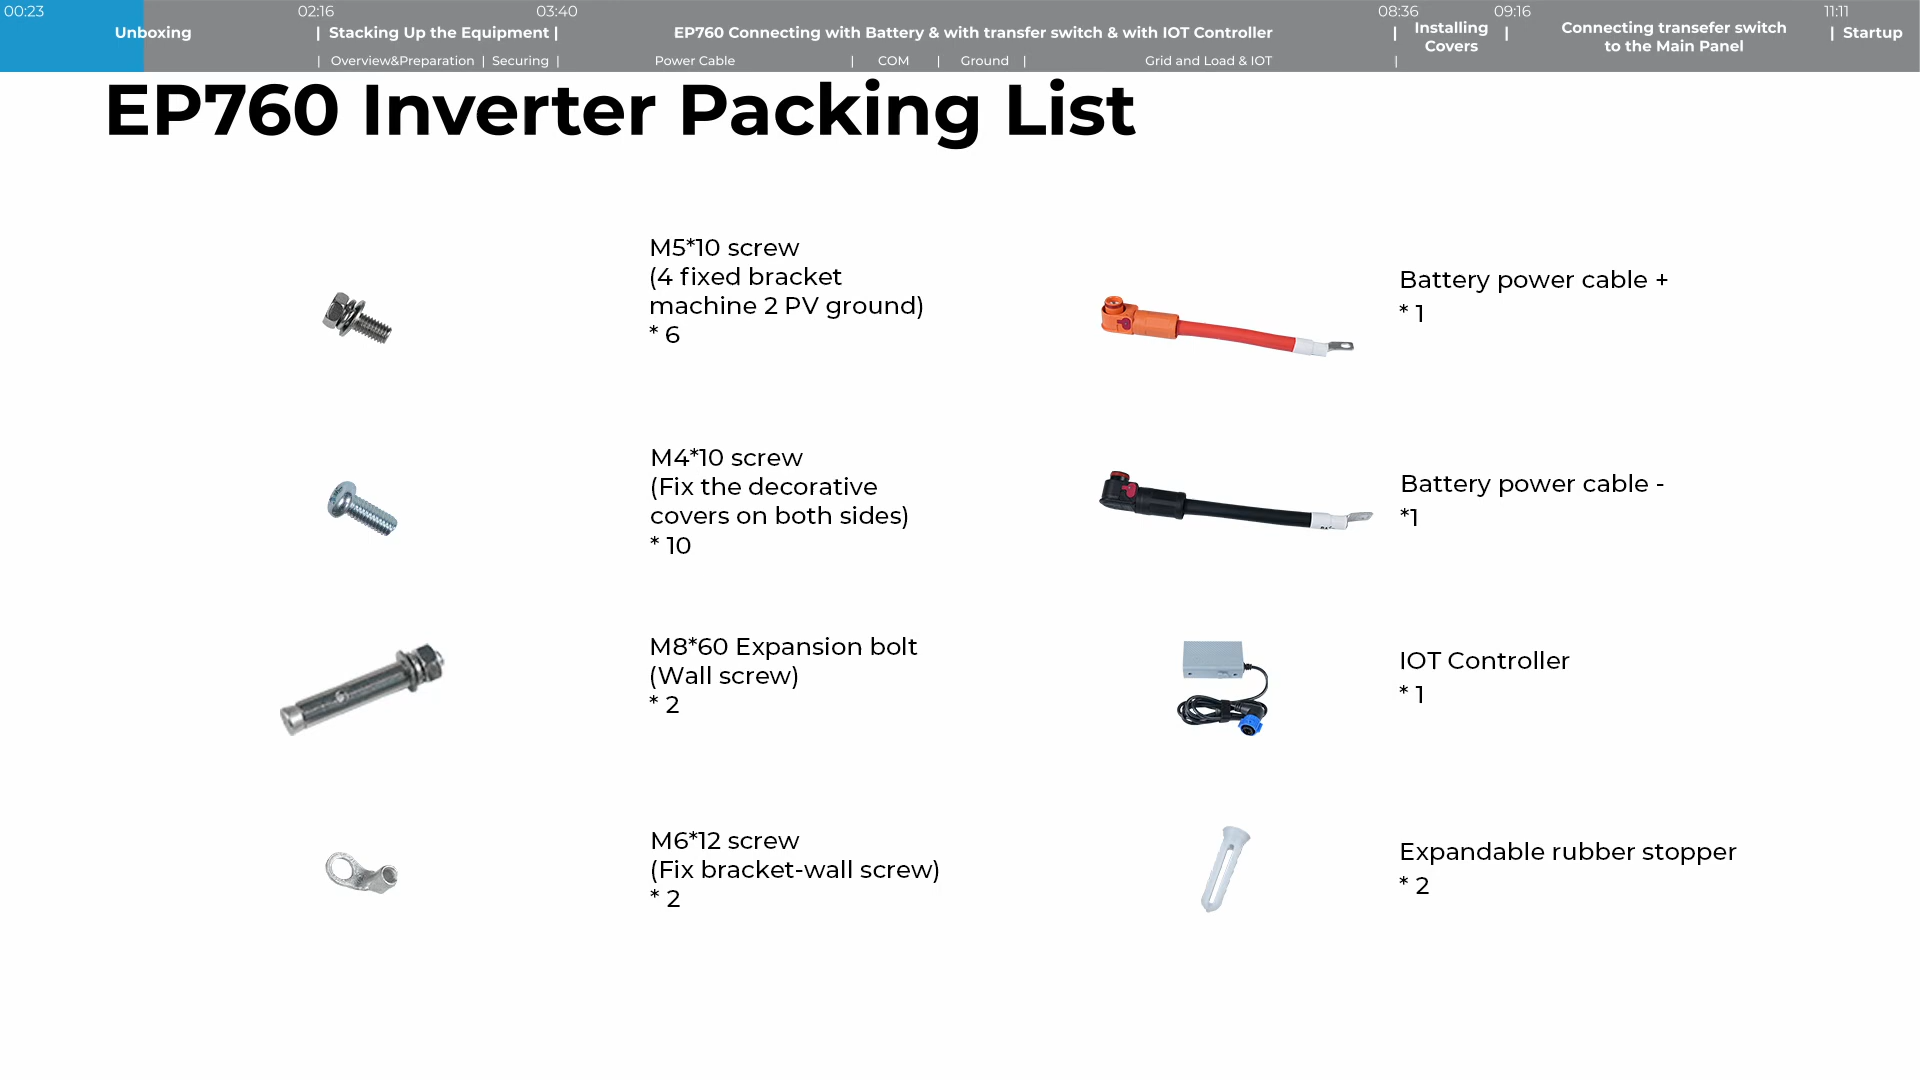 00:23
02:16
03:40
08:36
09:16
11:11
Unboxing
| Stacking Up the Equipment |
EP760 Connecting with Battery & with transfer switch & with IOT Controller
| Installing
Covers |
Connecting transefer switch
to the Main Panel
| Startup
| Overview&Preparation | Securing |
Power Cable | COM | Ground | Grid and Load & IOT |
EP760 Inverter Packing List
M5*10 screw
(4 fixed bracket
machine 2 PV ground)
* 6
Battery power cable +
* 1
M4*10 screw
(Fix the decorative
covers on both sides)
* 10
Battery power cable -
*1
M8*60 Expansion bolt
(Wall screw)
* 2
IOT Controller
* 1
M6*12 screw
(Fix bracket-wall screw)
* 2
Expandable rubber stopper
* 2